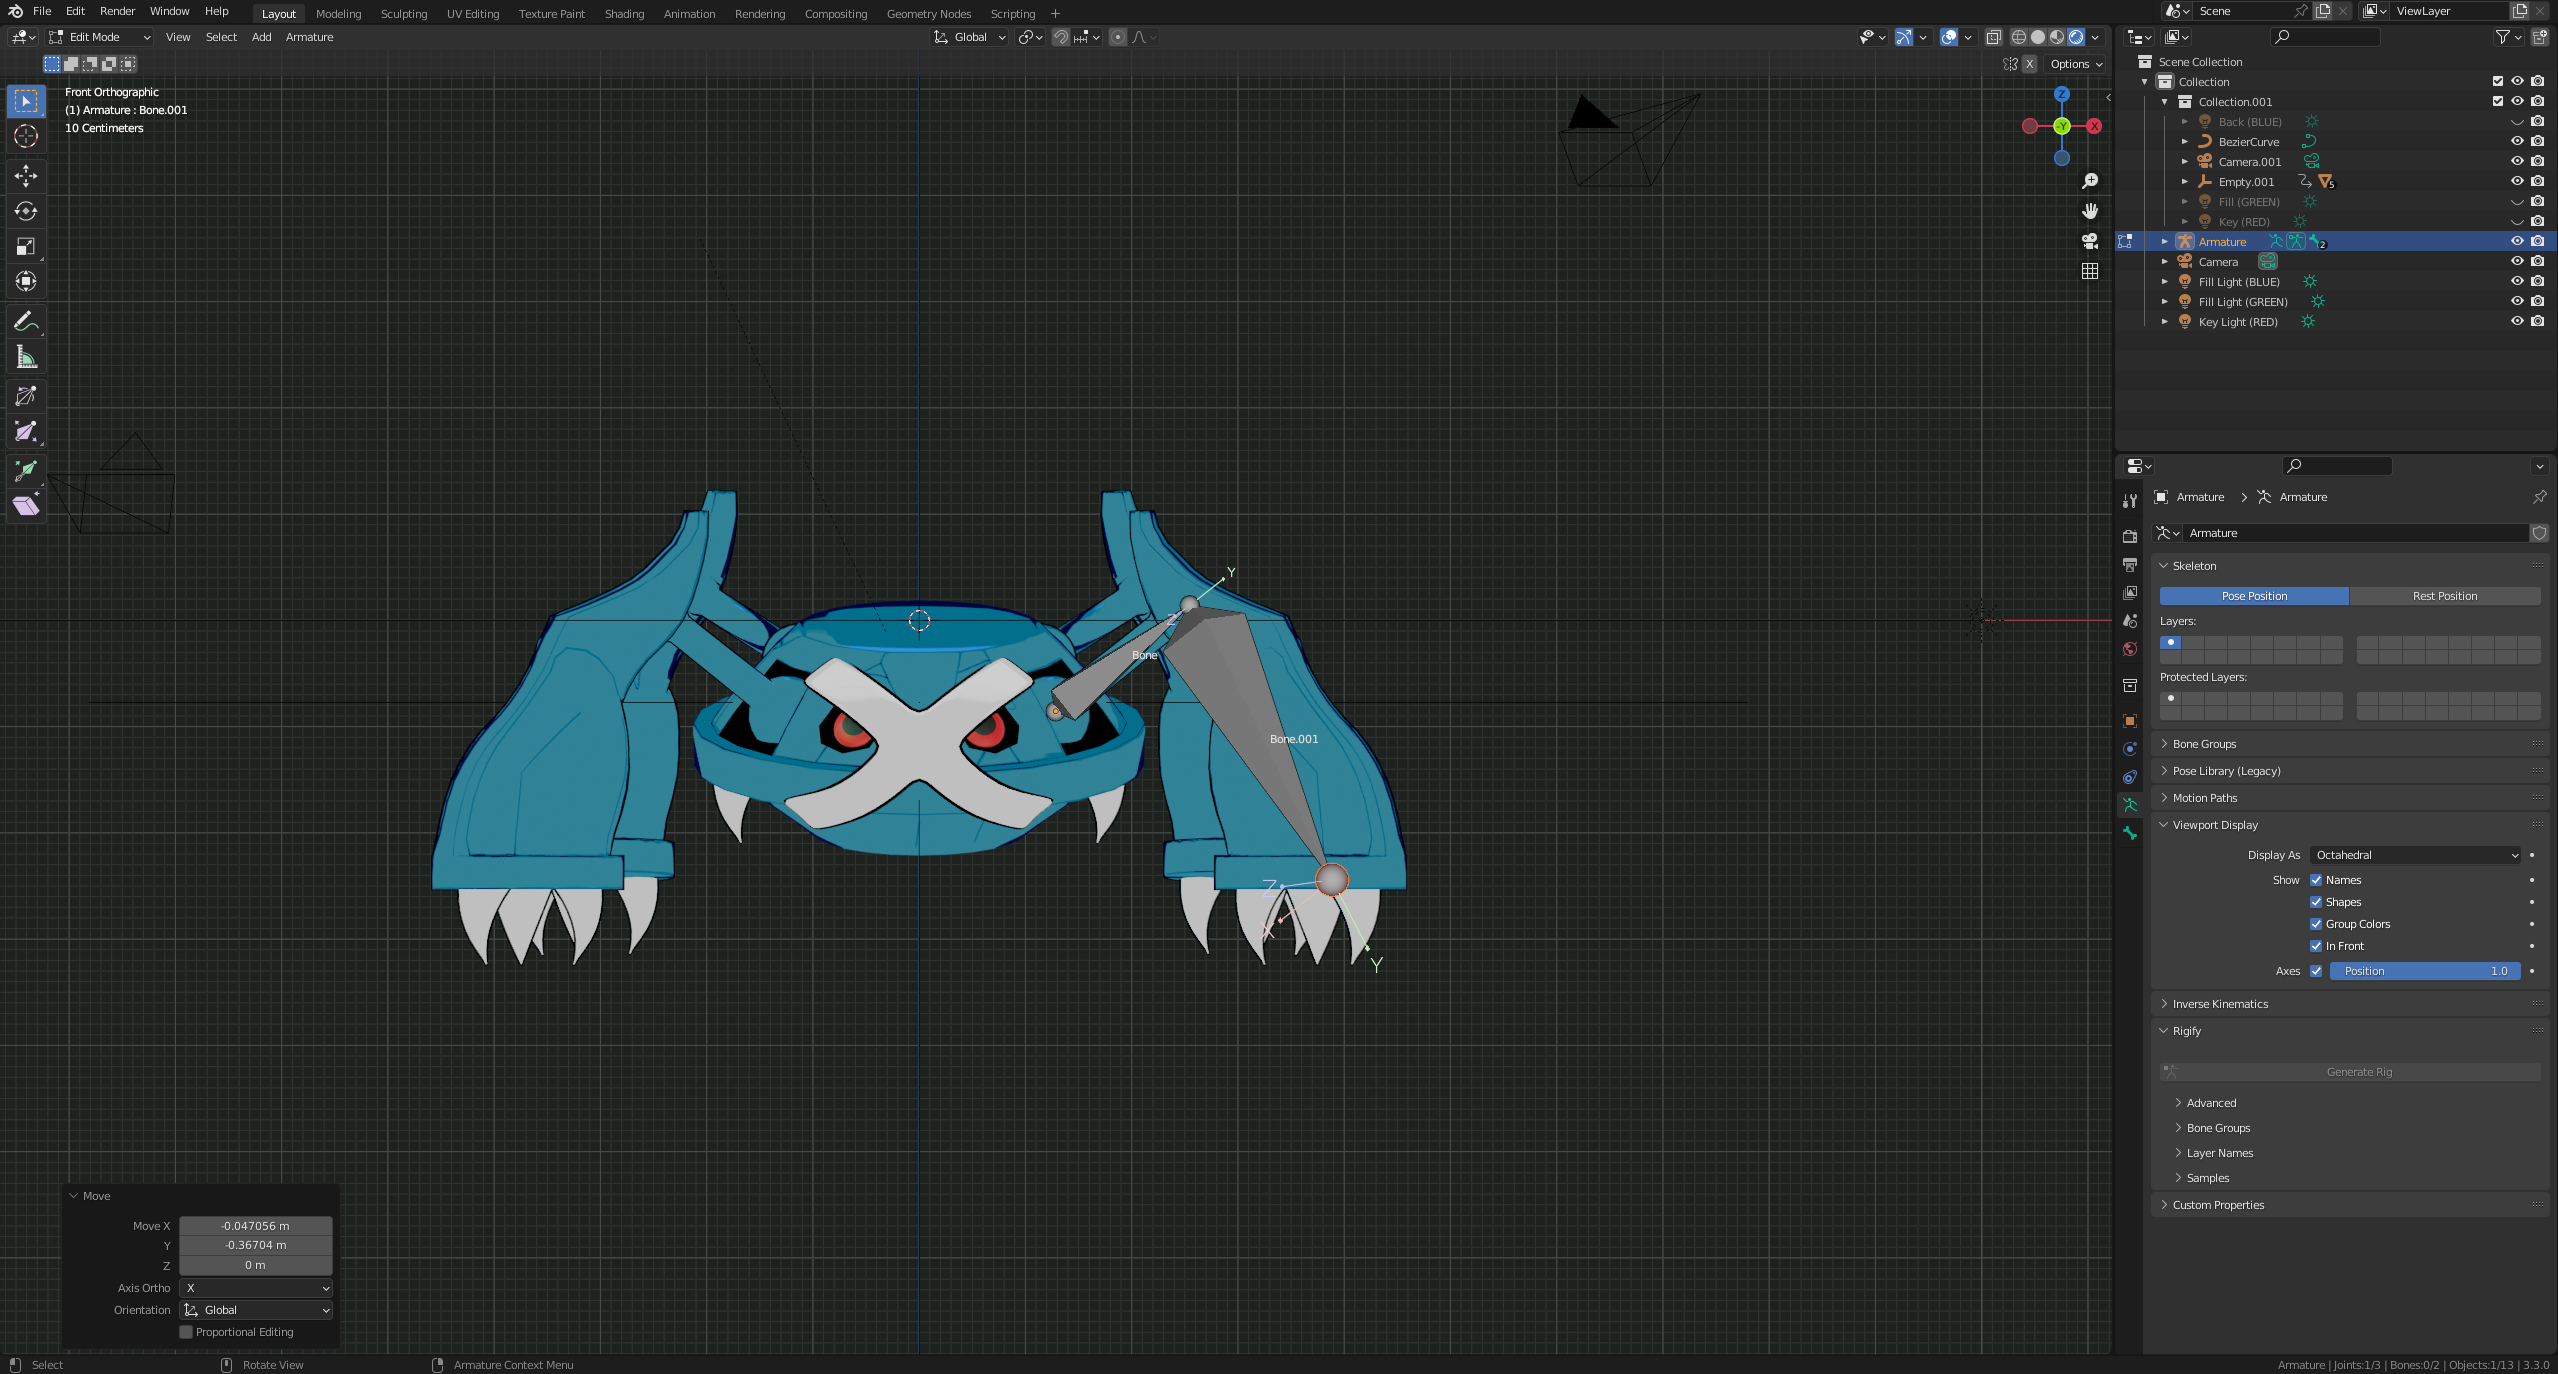 File Edit Render Window Help Layout Modeling Sculpting UV Editing Texture Paint Shading Animation Rendering Compositing Geometry Nodes Scripting + Scene ViewLayer
Edit Mode View Select Add Armature Global
X Options
Front Orthographic
(1) Armature : Bone.001
10 Centimeters
Z
-Y X
Y
Z
Bone
Bone.001
Z
X
Y
Move
Move X -0.047056 m
Y -0.36704 m
Z 0 m
Axis Ortho X
Orientation Global
Proportional Editing
Scene Collection
Collection
Collection.001
Back (BLUE)
BezierCurve
Camera.001
Empty.001 5
Fill (GREEN)
Key (RED)
Armature 2
Camera
Fill Light (BLUE)
Fill Light (GREEN)
Key Light (RED)
Armature > Armature
Armature
Skeleton
Pose Position Rest Position
Layers:
Protected Layers:
Bone Groups
Pose Library (Legacy)
Motion Paths
Viewport Display
Display As Octahedral
Show Names
Shapes
Group Colors
In Front
Axes Position 1.0
Inverse Kinematics
Rigify
Generate Rig
Advanced
Bone Groups
Layer Names
Samples
Custom Properties
Select Rotate View Armature Context Menu Armature | Joints:1/3 | Bones:0/2 | Objects:1/13 | 3.3.0